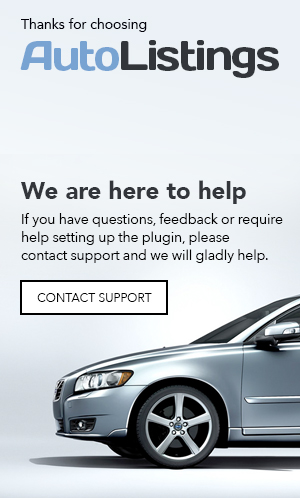 Thanks for choosing
AutoListings
We are here to help
If you have questions, feedback or require
help setting up the plugin, please
contact support and we will gladly help.
CONTACT SUPPORT